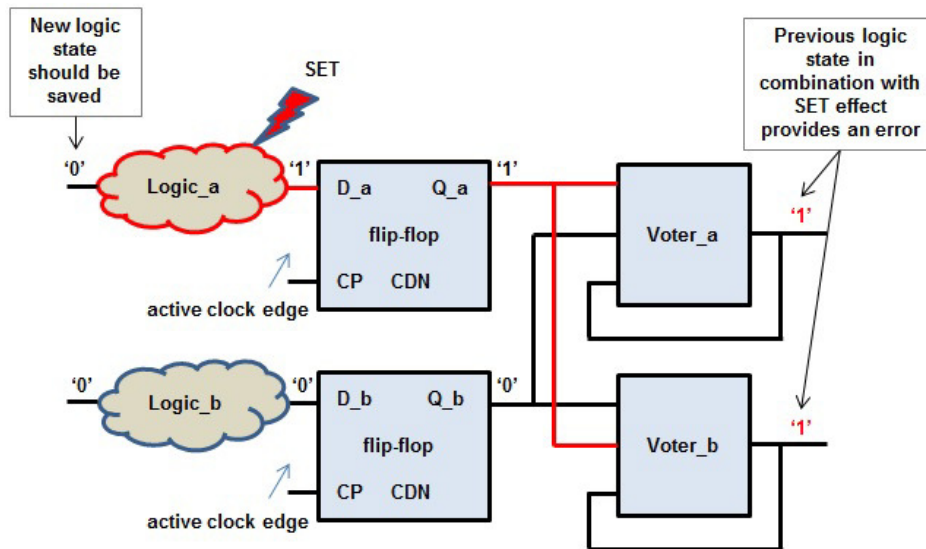 New logic
state
should be
saved
SET
Previous logic
state in
combination with
SET effect
provides an error
‘0’
Logic_a
‘1’
D_a
Q_a
flip-flop
CP
CDN
‘1’
Voter_a
‘1’
active clock edge
‘0’
Logic_b
‘0’
D_b
Q_b
flip-flop
CP
CDN
‘0’
Voter_b
‘1’
active clock edge